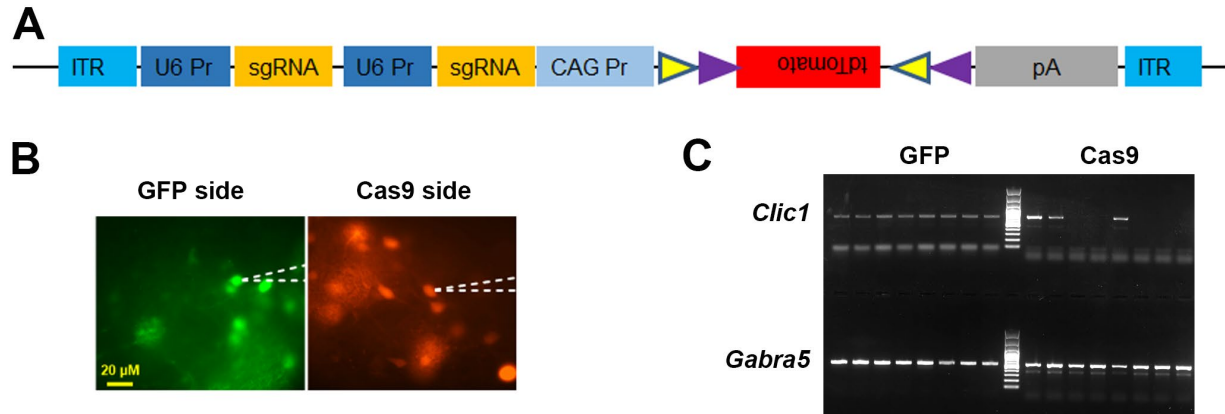 A
ITR U6 Pr sgRNA U6 Pr sgRNA CAG Pr tdTomato pA ITR
B
GFP side Cas9 side
20 µM
C
GFP Cas9
Clic1
Gabra5